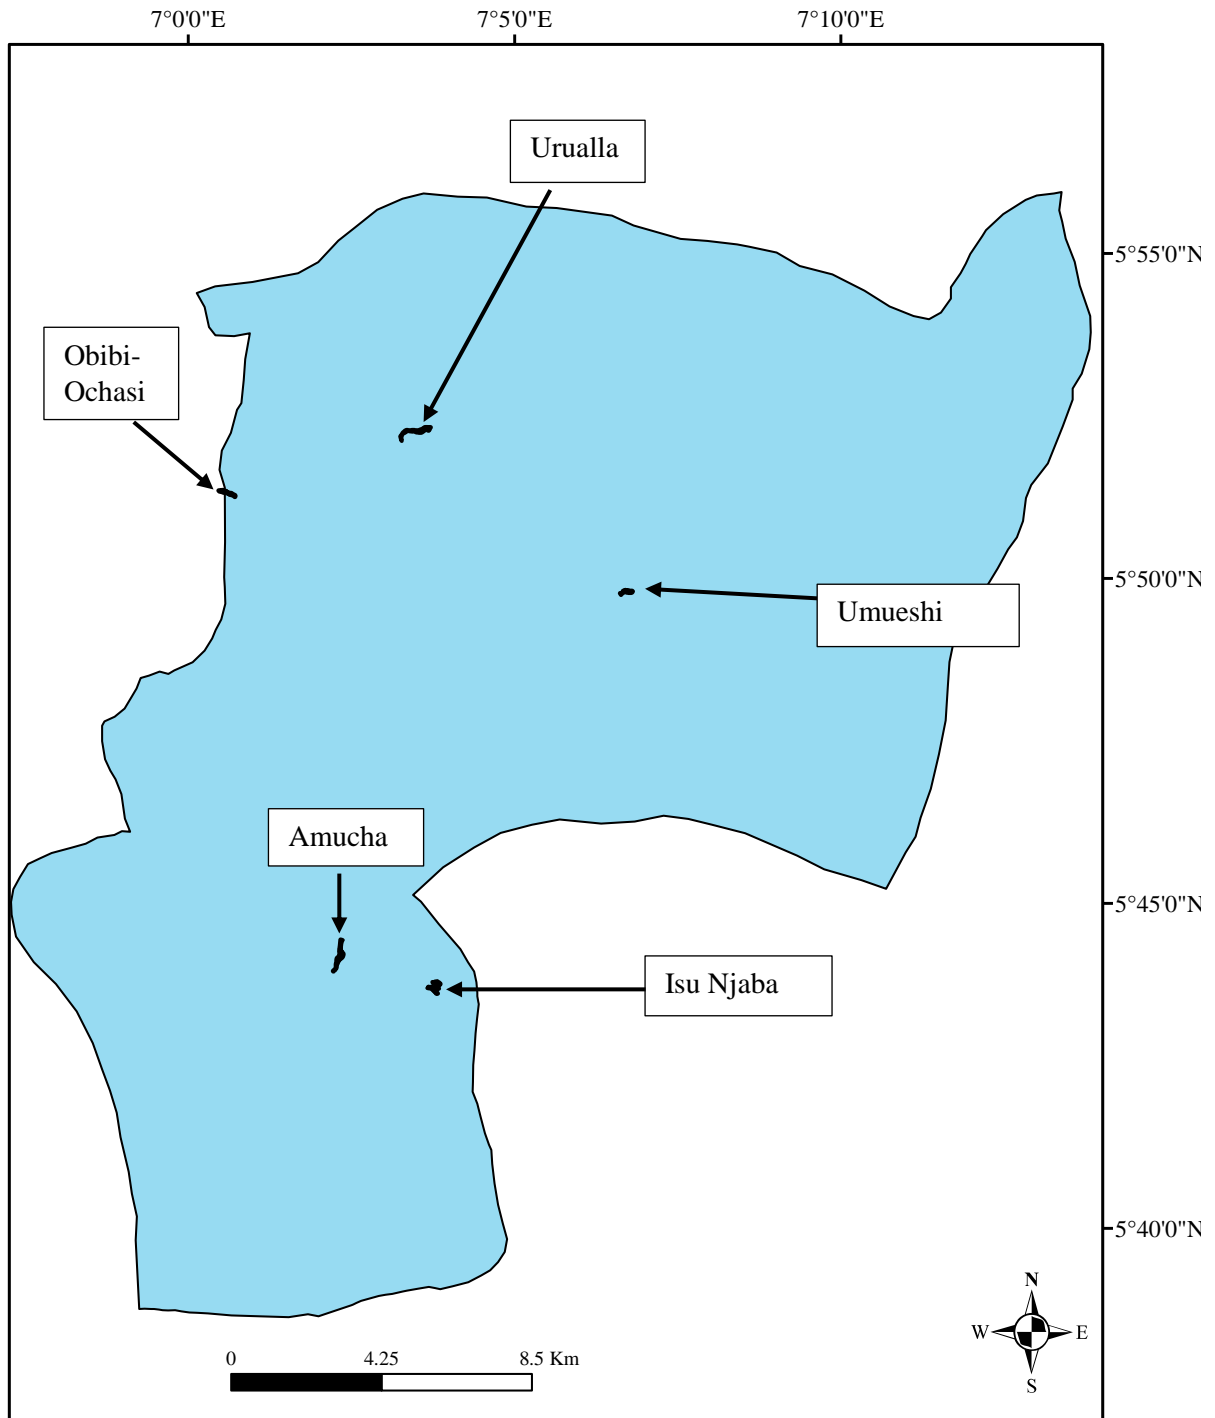 7°0'0"E 7°5'0"E 7°10'0"E
Urualla
5°55'0"N
Obibi-
Ochasi
5°50'0"N
Umueshi
Amucha
5°45'0"N
Isu Njaba
5°40'0"N
N
W E
S
0 4.25 8.5 Km